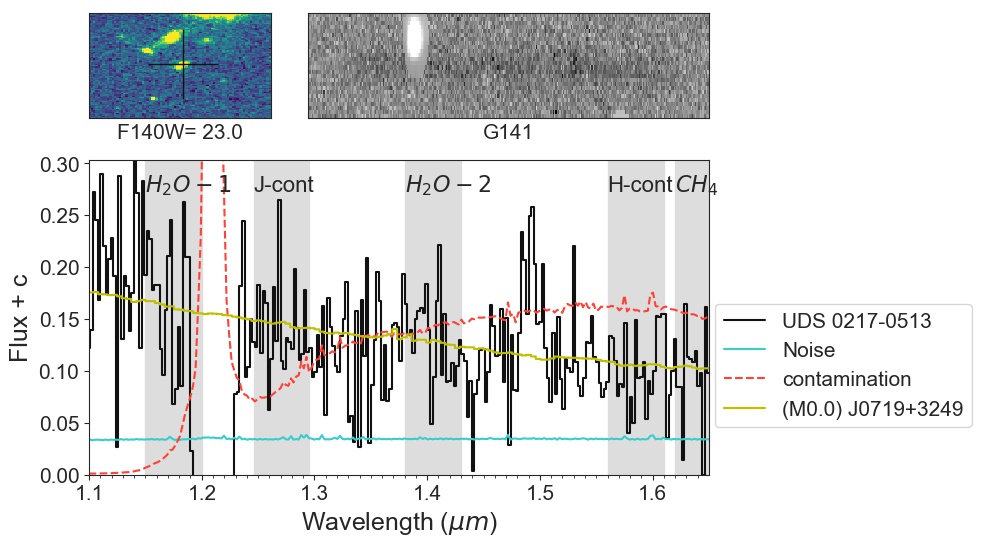 F140W= 23.0
G141
H₂O − 1
J-cont
H₂O − 2
H-cont
CH₄
Flux + c
0.30
0.25
0.20
0.15
0.10
0.05
0.00
1.1
1.2
1.3
1.4
1.5
1.6
Wavelength (μm)
UDS 0217-0513
Noise
contamination
(M0.0) J0719+3249